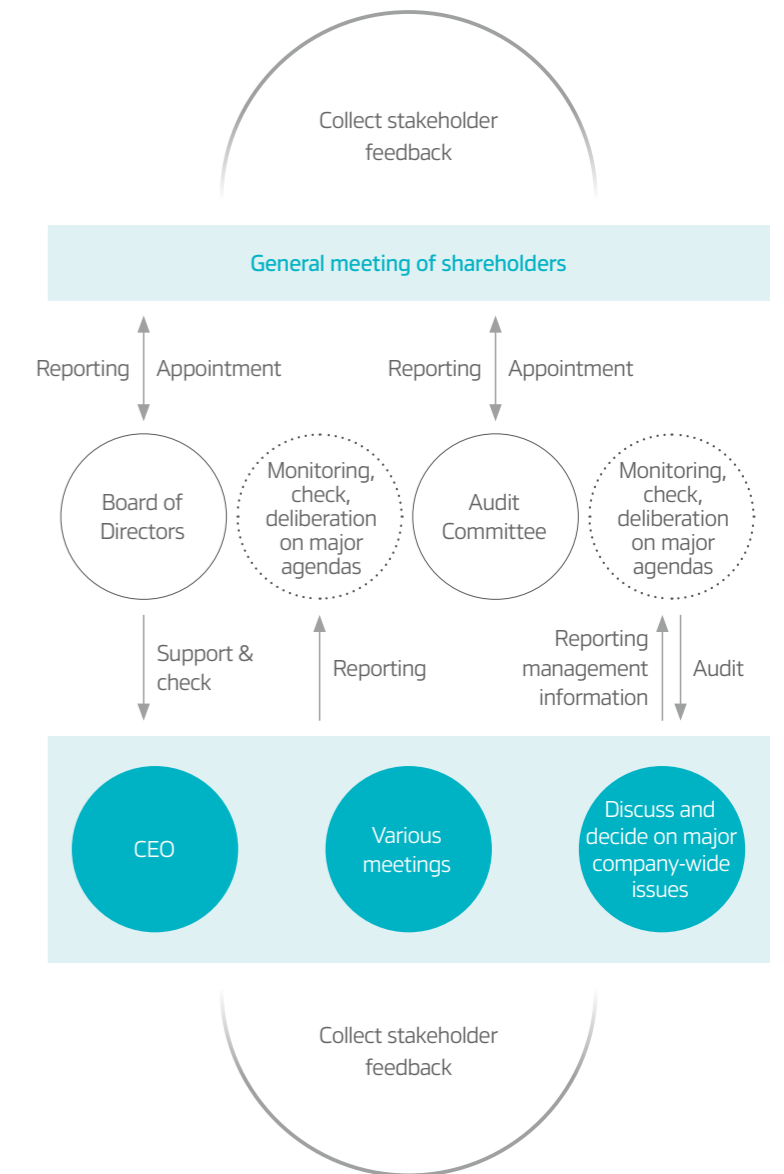 Collect stakeholder
feedback
General meeting of shareholders
Reporting
Appointment
Reporting
Appointment
Board of
Directors
Monitoring,
check,
deliberation
on major
agendas
Audit
Committee
Monitoring,
check,
deliberation
on major
agendas
Support &
check
Reporting
Reporting
management
information
Audit
CEO
Various
meetings
Discuss and
decide on major
company-wide
issues
Collect stakeholder
feedback